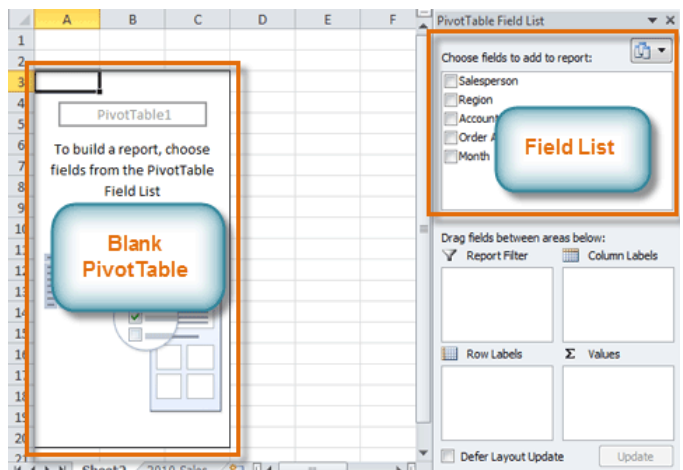 A B C D E F
PivotTable Field List
1
2
3
4
5
6
7
8
9
10
11
12
13
14
15
16
17
18
19
20
21
PivotTable1
To build a report, choose
fields from the PivotTable
Field List
Blank
PivotTable
Choose fields to add to report:
Salesperson
Region
Account
Order A
Month
Field List
Drag fields between areas below:
Report Filter
Column Labels
Row Labels
Σ Values
Defer Layout Update
Update
Sheet2
2010 Sales